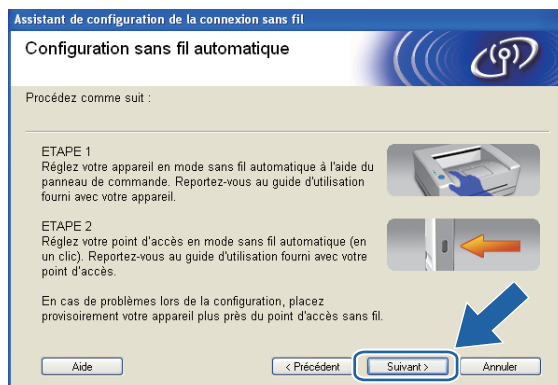 Assistant de configuration de la connexion sans fil
Configuration sans fil automatique
Procédez comme suit :
ETAPE 1
Réglez votre appareil en mode sans fil automatique à l'aide du
panneau de commande. Reportez-vous au guide d'utilisation
fourni avec votre appareil.
ETAPE 2
Réglez votre point d'accès en mode sans fil automatique (en
un clic). Reportez-vous au guide d'utilisation fourni avec votre
point d'accès.
En cas de problèmes lors de la configuration, placez
provisoirement votre appareil plus près du point d'accès sans fil.
Aide
< Précédent
Suivant >
Annuler